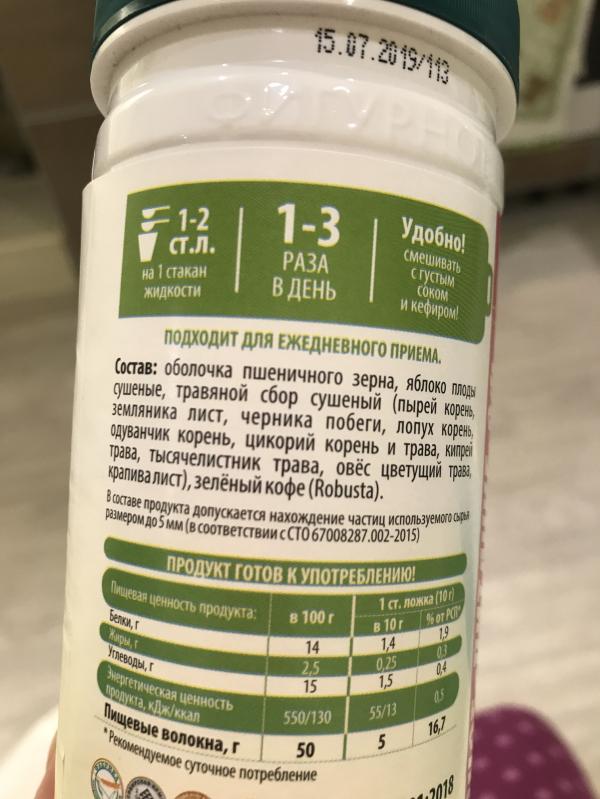 15.07.2019/113
ФИГУРНО
1-2
ст.л.
на 1 стакан
жидкости
1-3
РАЗА
В ДЕНЬ
Удобно!
смешивать
с густым
соком
и кефиром!
ПОДХОДИТ ДЛЯ ЕЖЕДНЕВНОГО ПРИЕМА.
Состав: оболочка пшеничного зерна, яблоко плоды
сушеные, травяной сбор сушеный (пырей корень,
земляника лист, черника побеги, лопух корень,
одуванчик корень, цикорий корень и трава, кипрей
трава, тысячелистник трава, овёс цветущий трава,
крапива лист), зелёный кофе (Robusta).
В составе продукта допускается нахождение частиц используемого сырья
размером до 5 мм (в соответствии с СТО 67008287.002-2015)
ПРОДУКТ ГОТОВ К УПОТРЕБЛЕНИЮ!
Пищевая ценность продукта: в 100 г 1 ст. ложка (10 г)
в 10 г % от РСП*
Белки, г 14 1,4 1,9
Жиры, г 2,5 0,25 0,3
Углеводы, г 15 1,5 0,4
Энергетическая ценность
продукта, кДж/ккал 550/130 55/13 0,5
Пищевые волокна, г 50 5 16,7
* Рекомендуемое суточное потребление
2018